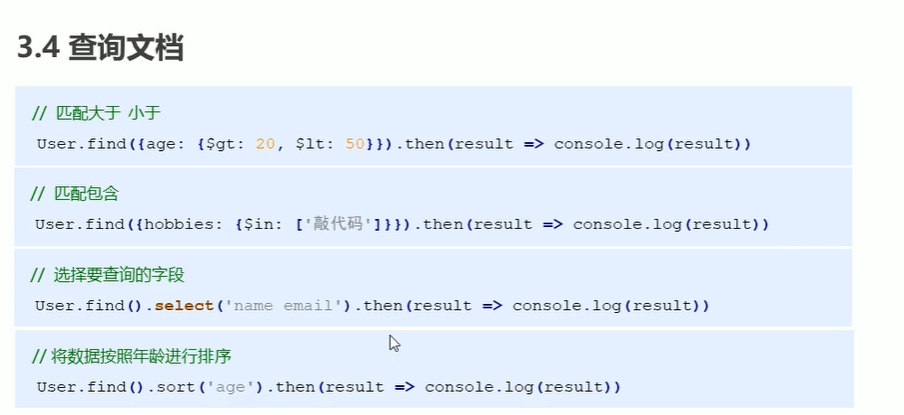 3.4 查询文档
// 匹配大于 小于
User.find({age: {$gt: 20, $lt: 50}}).then(result => console.log(result))
// 匹配包含
User.find({hobbies: {$in: ['敲代码']}}).then(result => console.log(result))
// 选择要查询的字段
User.find().select('name email').then(result => console.log(result))
// 将数据按照年龄进行排序
User.find().sort('age').then(result => console.log(result))